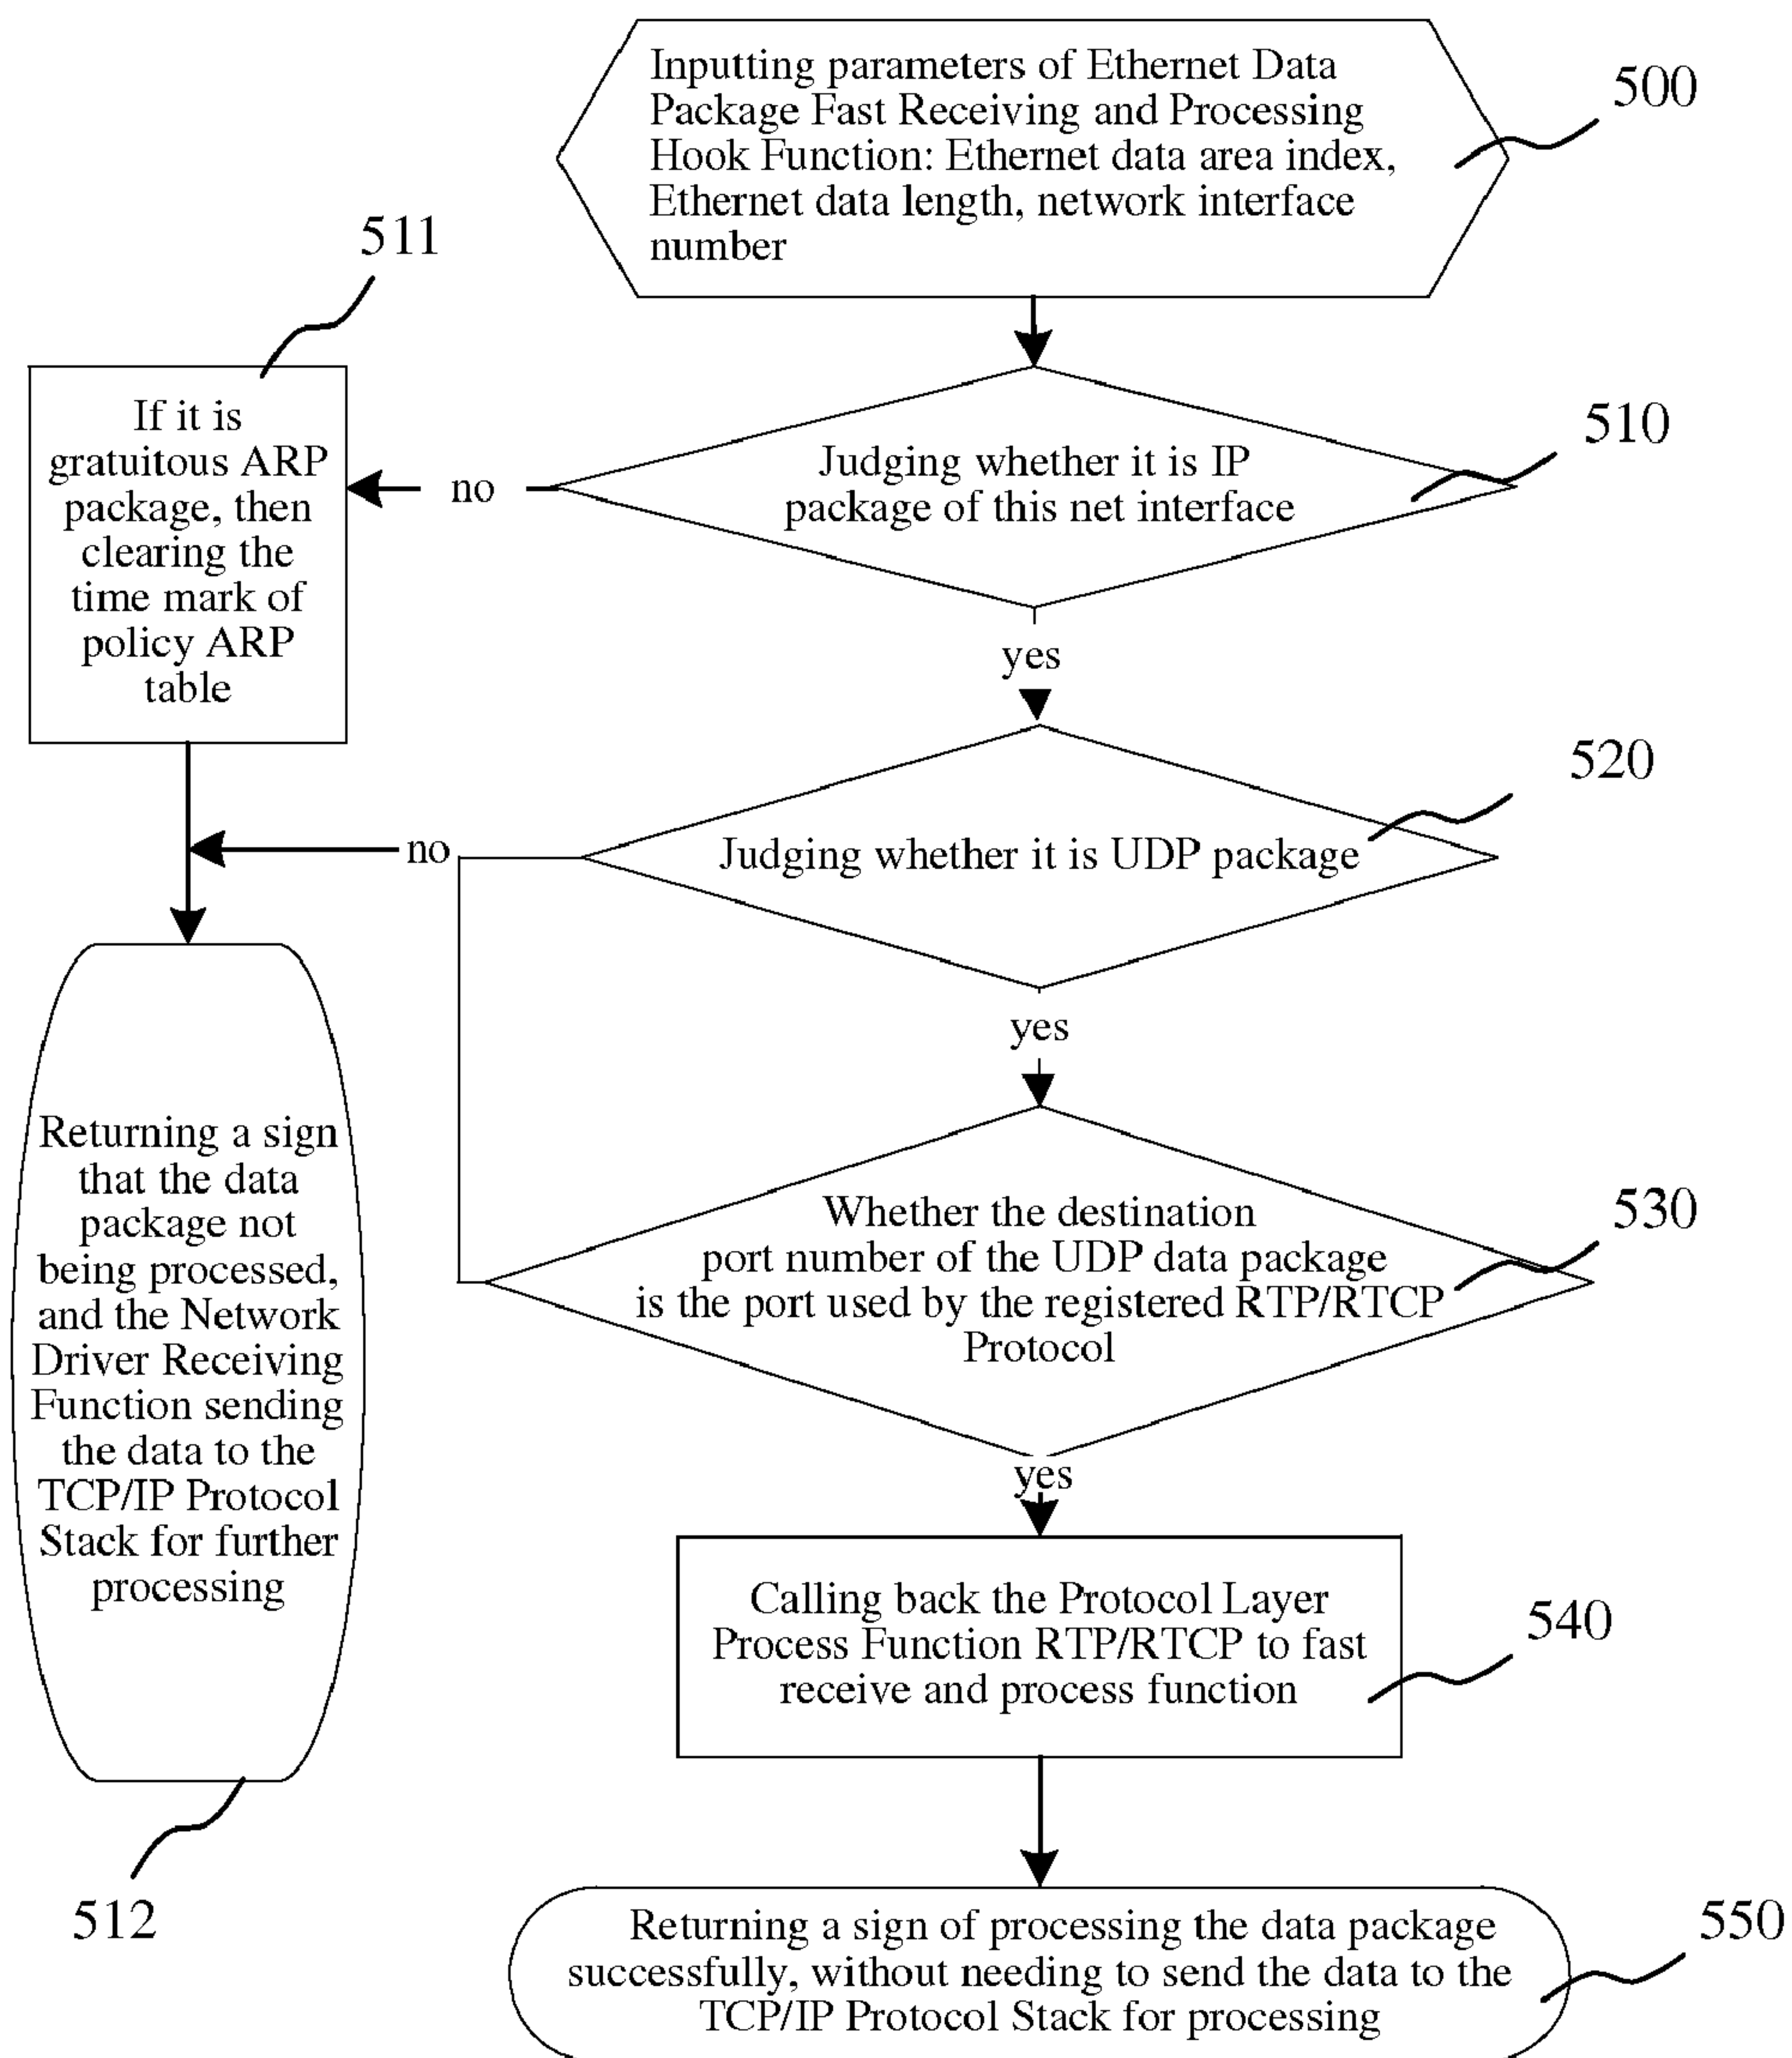 Inputting parameters of Ethernet Data
Package Fast Receiving and Processing
Hook Function: Ethernet data area index,
Ethernet data length, network interface
number
500
511
If it is
gratuitous ARP
package, then
clearing the
time mark of
policy ARP
table
no
Judging whether it is IP
package of this net interface
510
yes
520
no
Judging whether it is UDP package
yes
Whether the destination
port number of the UDP data package
is the port used by the registered RTP/RTCP
Protocol
530
yes
Returning a sign
that the data
package not
being processed,
and the Network
Driver Receiving
Function sending
the data to the
TCP/IP Protocol
Stack for further
processing
512
Calling back the Protocol Layer
Process Function RTP/RTCP to fast
receive and process function
540
Returning a sign of processing the data package
successfully, without needing to send the data to the
TCP/IP Protocol Stack for processing
550